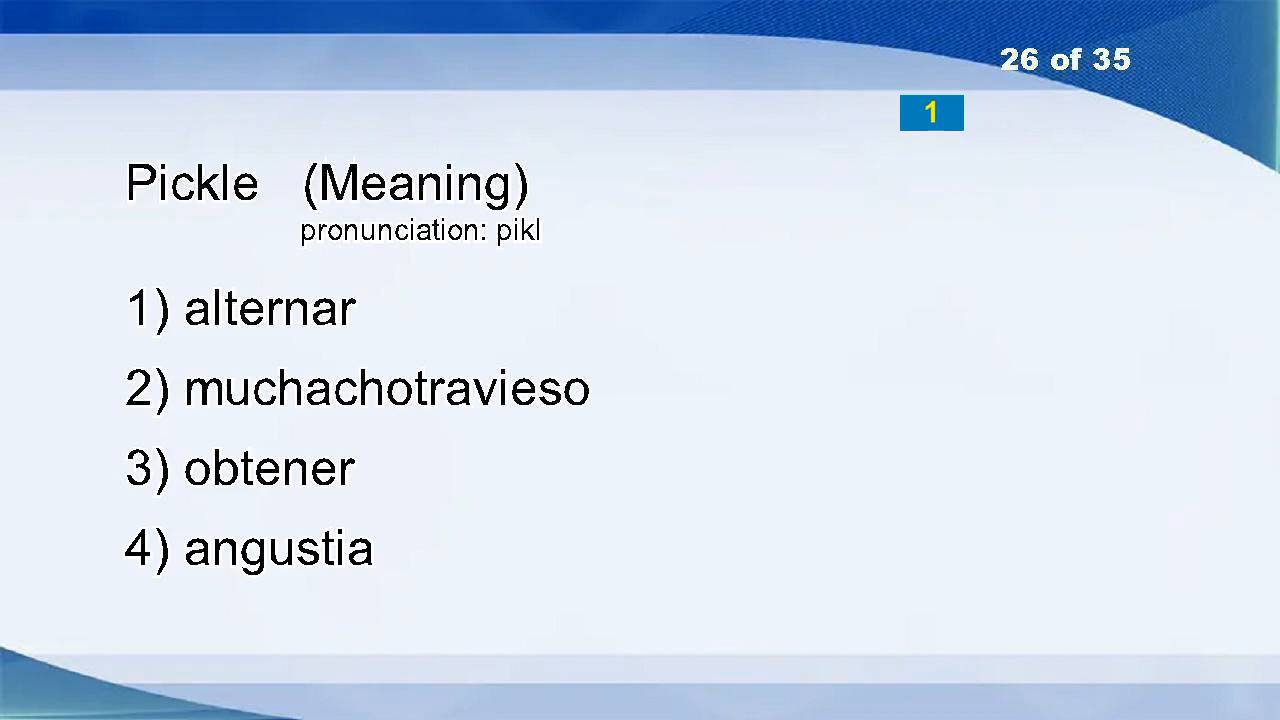 26 of 35
1
Pickle (Meaning)
pronunciation: pikl
1) alternar
2) muchachotravieso
3) obtener
4) angustia